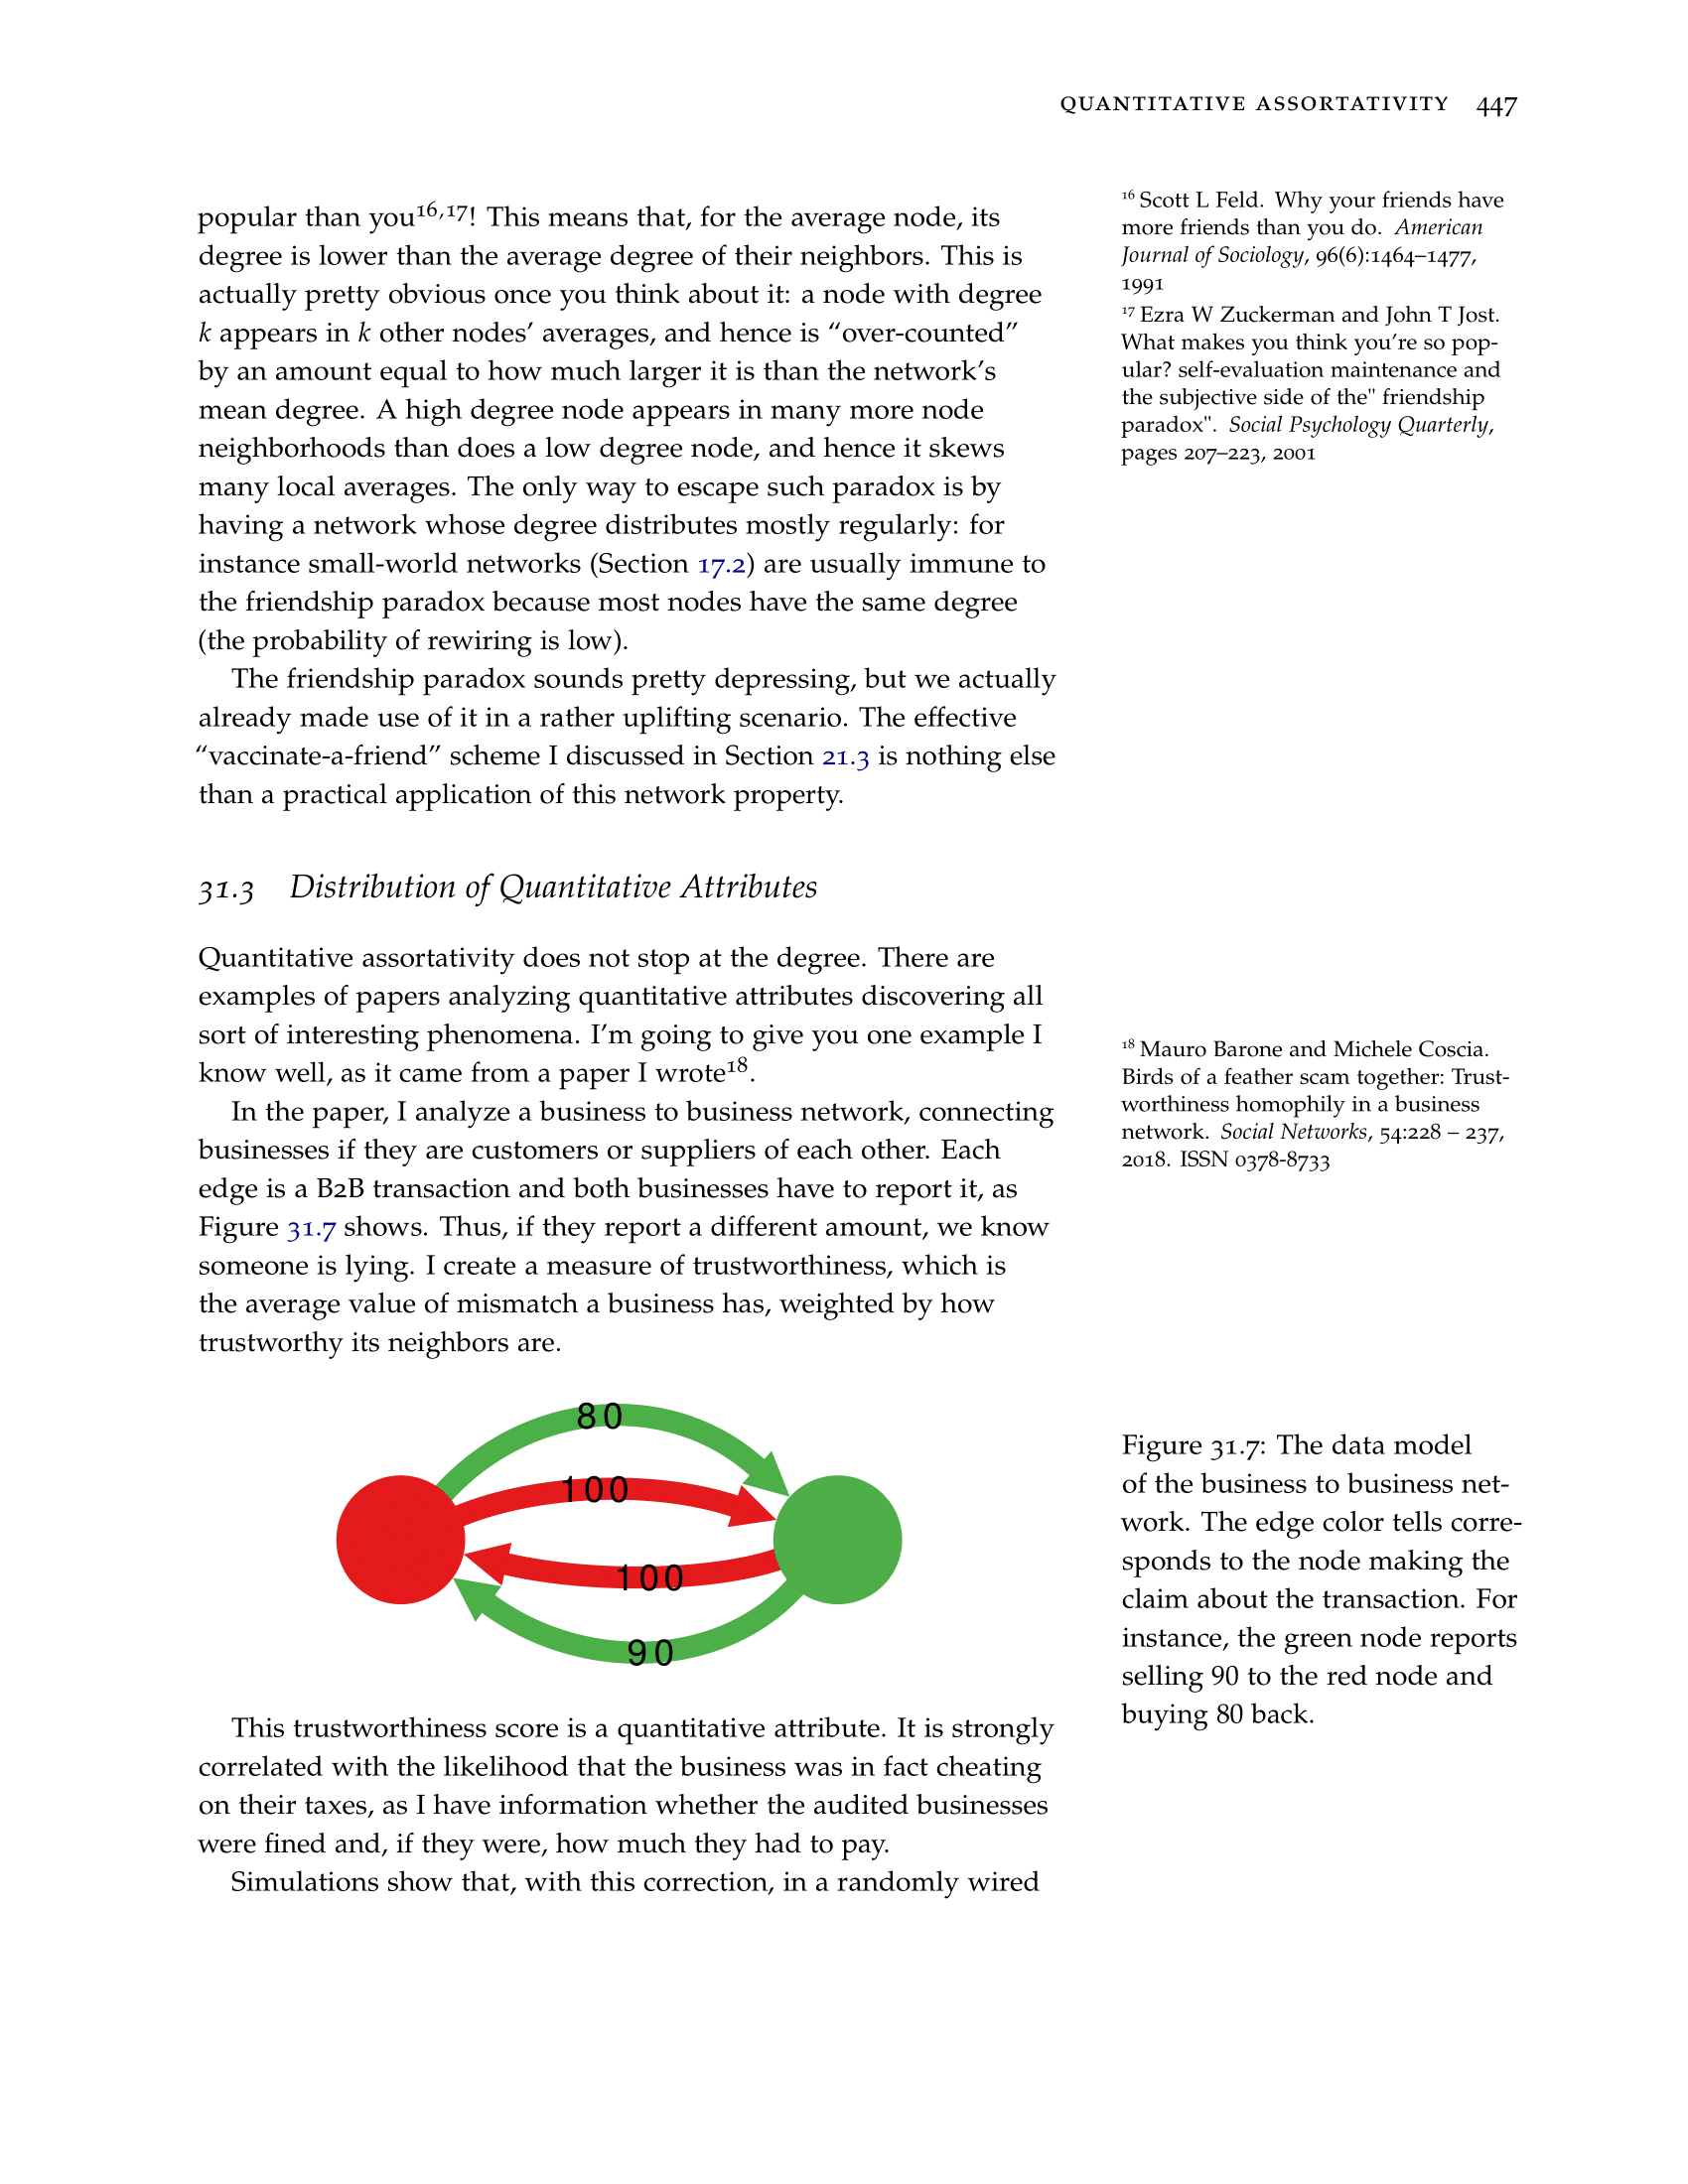 QUANTITATIVE ASSORTATIVITY 447
popular than you16,17! This means that, for the average node, its
degree is lower than the average degree of their neighbors. This is
actually pretty obvious once you think about it: a node with degree
k appears in k other nodes’ averages, and hence is “over-counted”
by an amount equal to how much larger it is than the network’s
mean degree. A high degree node appears in many more node
neighborhoods than does a low degree node, and hence it skews
many local averages. The only way to escape such paradox is by
having a network whose degree distributes mostly regularly: for
instance small-world networks (Section 17.2) are usually immune to
the friendship paradox because most nodes have the same degree
(the probability of rewiring is low).
The friendship paradox sounds pretty depressing, but we actually
already made use of it in a rather uplifting scenario. The effective
“vaccinate-a-friend” scheme I discussed in Section 21.3 is nothing else
than a practical application of this network property.
16 Scott L Feld. Why your friends have
more friends than you do. American
Journal of Sociology, 96(6):1464–1477,
1991
17 Ezra W Zuckerman and John T Jost.
What makes you think you’re so pop-
ular? self-evaluation maintenance and
the subjective side of the" friendship
paradox". Social Psychology Quarterly,
pages 207–223, 2001
31.3 Distribution of Quantitative Attributes
Quantitative assortativity does not stop at the degree. There are
examples of papers analyzing quantitative attributes discovering all
sort of interesting phenomena. I’m going to give you one example I
know well, as it came from a paper I wrote18.
In the paper, I analyze a business to business network, connecting
businesses if they are customers or suppliers of each other. Each
edge is a B2B transaction and both businesses have to report it, as
Figure 31.7 shows. Thus, if they report a different amount, we know
someone is lying. I create a measure of trustworthiness, which is
the average value of mismatch a business has, weighted by how
trustworthy its neighbors are.
18 Mauro Barone and Michele Coscia.
Birds of a feather scam together: Trust-
worthiness homophily in a business
network. Social Networks, 54:228 – 237,
2018. ISSN 0378-8733
80
100
100
90
Figure 31.7: The data model
of the business to business net-
work. The edge color tells corre-
sponds to the node making the
claim about the transaction. For
instance, the green node reports
selling 90 to the red node and
buying 80 back.
This trustworthiness score is a quantitative attribute. It is strongly
correlated with the likelihood that the business was in fact cheating
on their taxes, as I have information whether the audited businesses
were fined and, if they were, how much they had to pay.
Simulations show that, with this correction, in a randomly wired